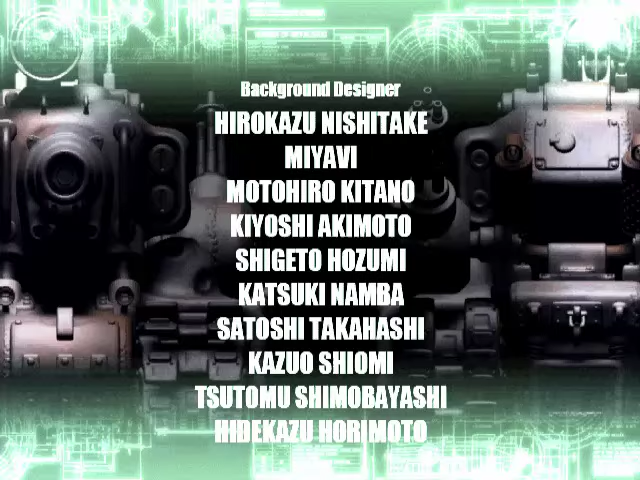 Background Designer
HIROKAZU NISHITAKE
MIYAVI
MOTOHIRO KITANO
KIYOSHI AKIMOTO
SHIGETO HOZUMI
KATSUKI NAMBA
SATOSHI TAKAHASHI
KAZUO SHIOMI
TSUTOMU SHIMOBAYASHI
HIDEKAZU HORIMOTO